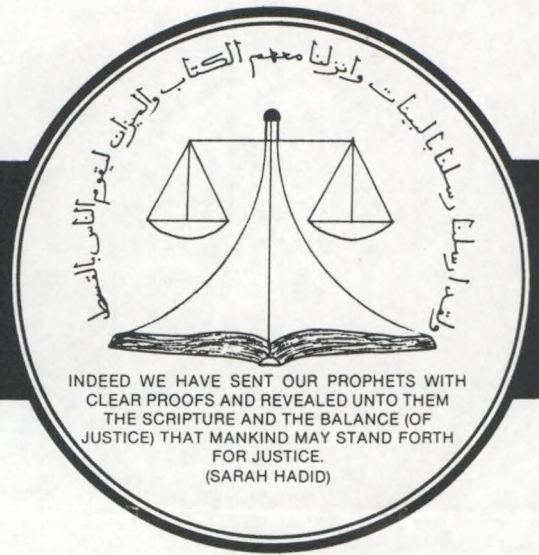 ولقد ارسلنا رسلنا بالبينات وانزلنا معهم الكتاب والميزان ليقوم الناس بالقسط
INDEED WE HAVE SENT OUR PROPHETS WITH
CLEAR PROOFS AND REVEALED UNTO THEM
THE SCRIPTURE AND THE BALANCE (OF
JUSTICE) THAT MANKIND MAY STAND FORTH
FOR JUSTICE.
(SARAH HADID)